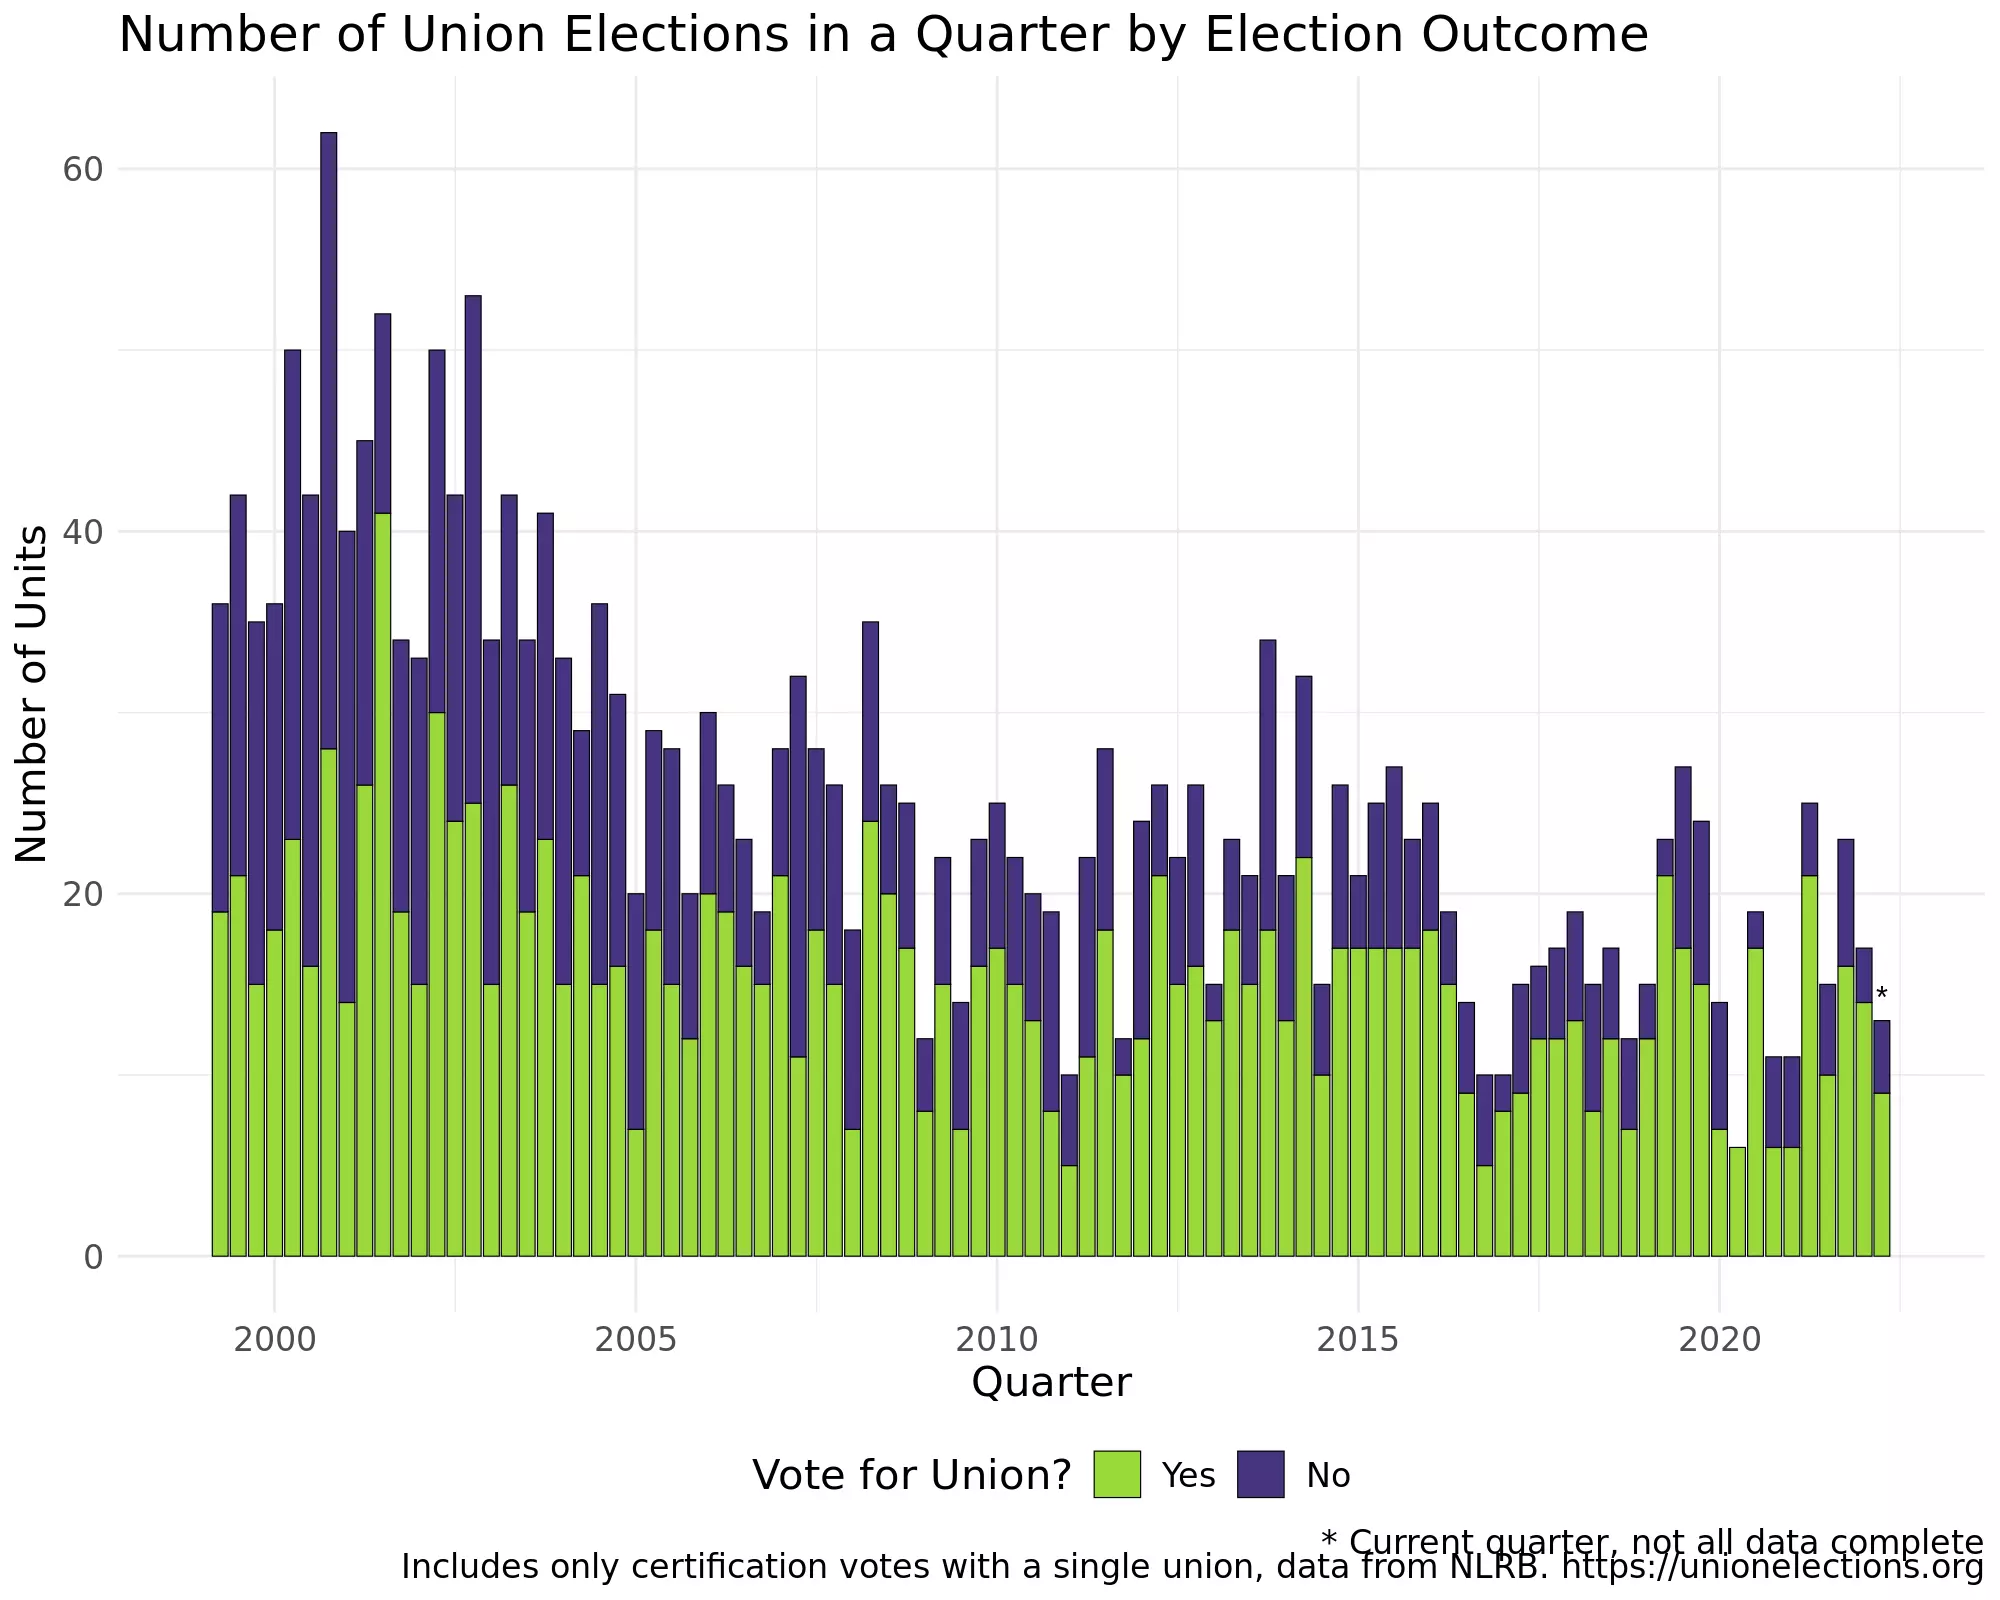 Number of Union Elections in a Quarter by Election Outcome
60
40
20
0
Number of Units
2000 2005 2010 2015 2020
*
Quarter
Vote for Union? Yes No
* Current quarter, not all data complete
Includes only certification votes with a single union, data from NLRB. https://unionelections.org